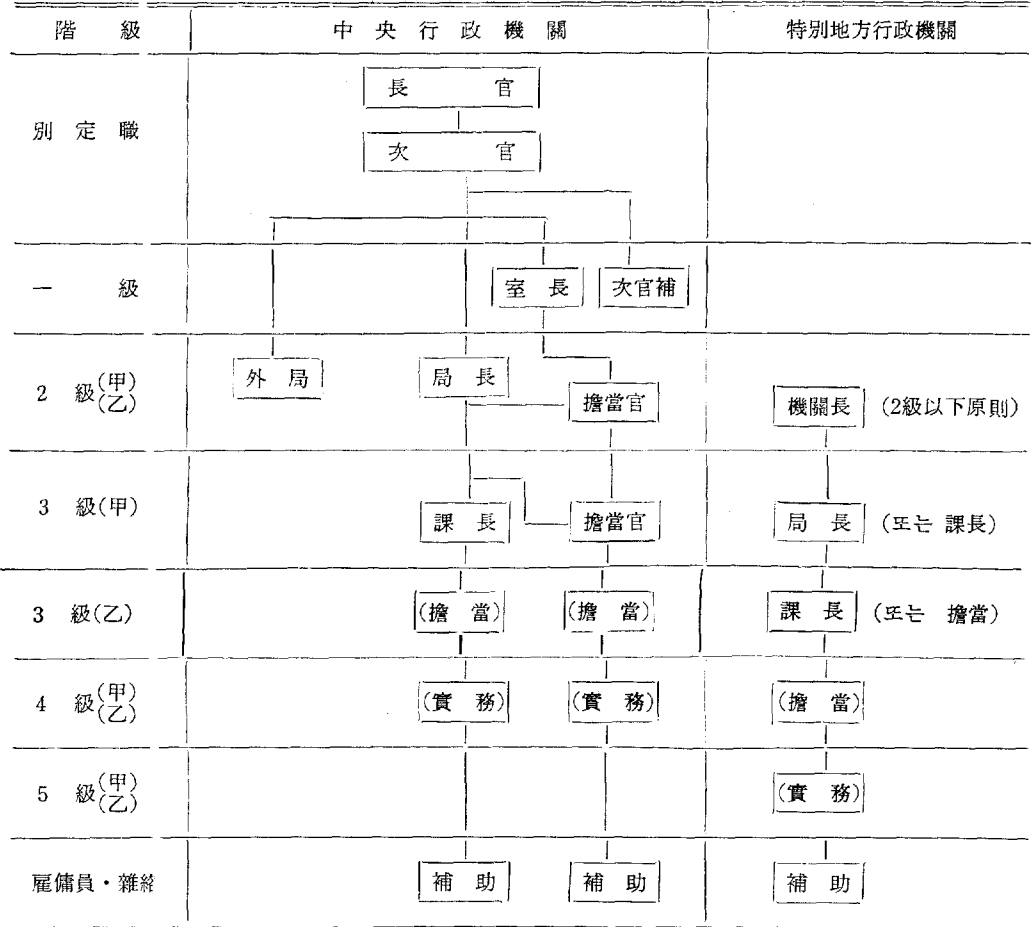 階 級 中 央 行 政 機 關 特別地方行政機關
長 官
別 定 職
次 官
一 級 室 長 次官補
外 局 局 長
2 級(甲)(乙) 擔當官 機關長 (2級以下原則)
3 級(甲) 課 長 擔當官 局 長 (또는 課長)
3 級(乙) (擔 當) (擔 當) 課 長 (또는 擔當)
4 級(甲)(乙) (實 務) (實 務) (擔 當)
5 級(甲)(乙) (實 務)
雇傭員・雜給 補 助 補 助 補 助